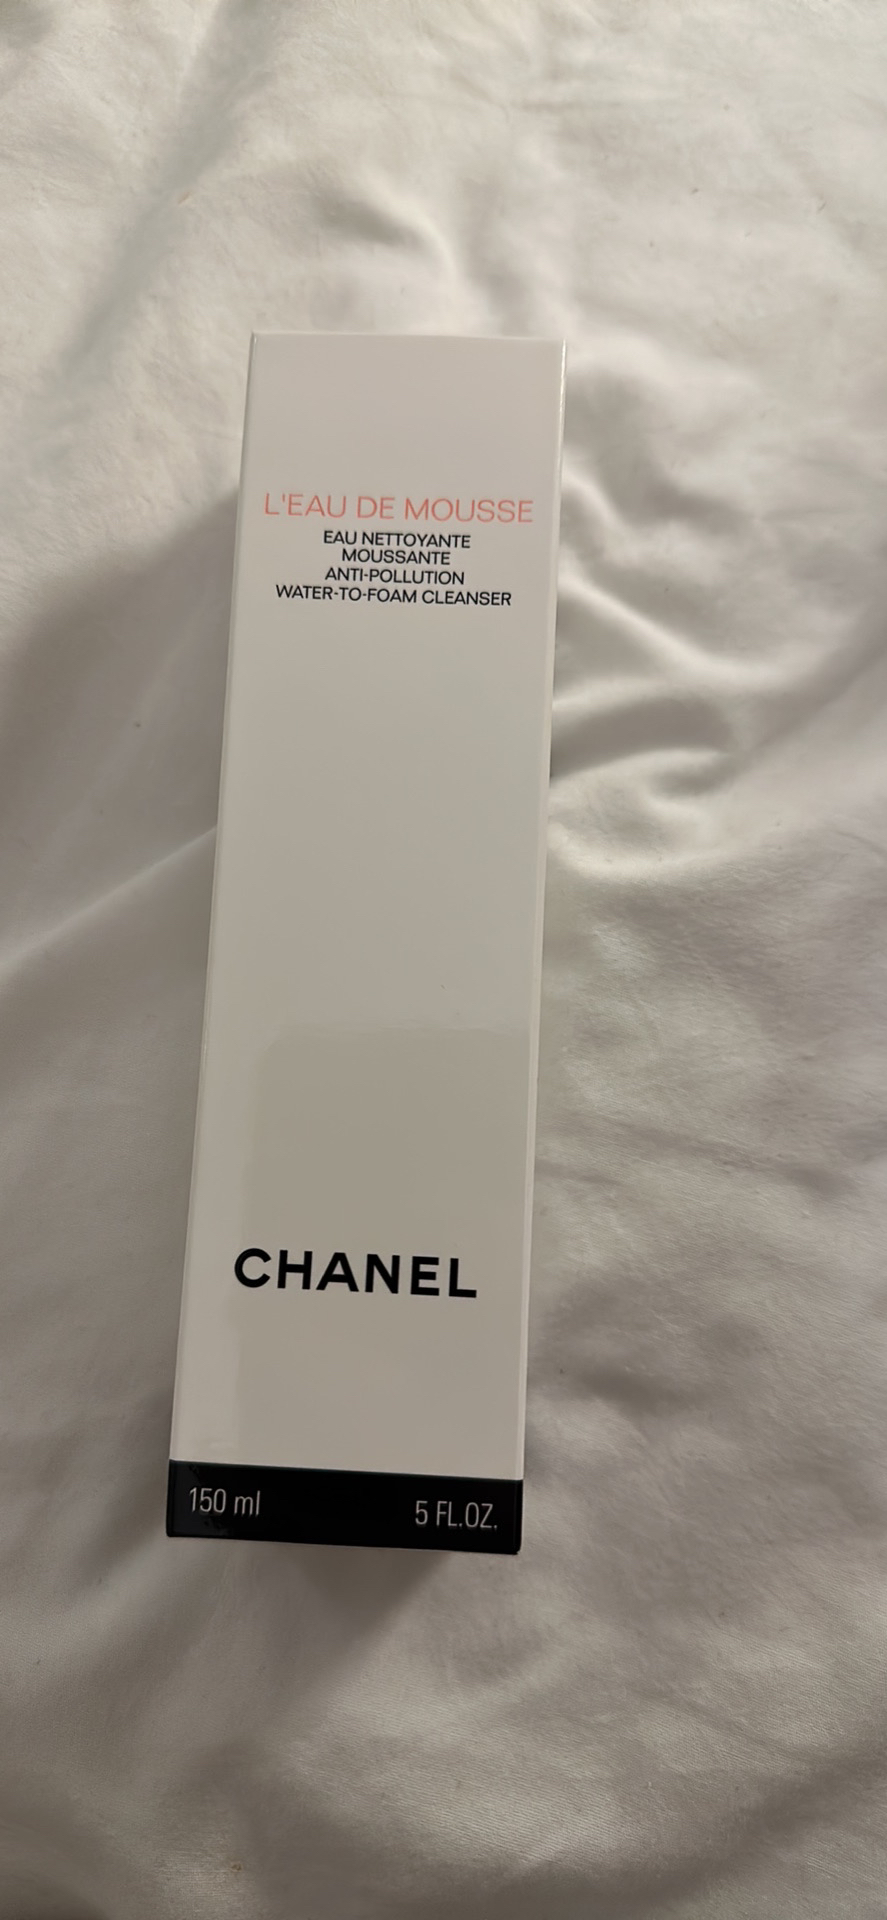 L'EAU DE MOUSSE
EAU NETTOYANTE
MOUSSANTE
ANTI-POLLUTION
WATER-TO-FOAM CLEANSER
CHANEL
150 ml 5 FL.OZ.